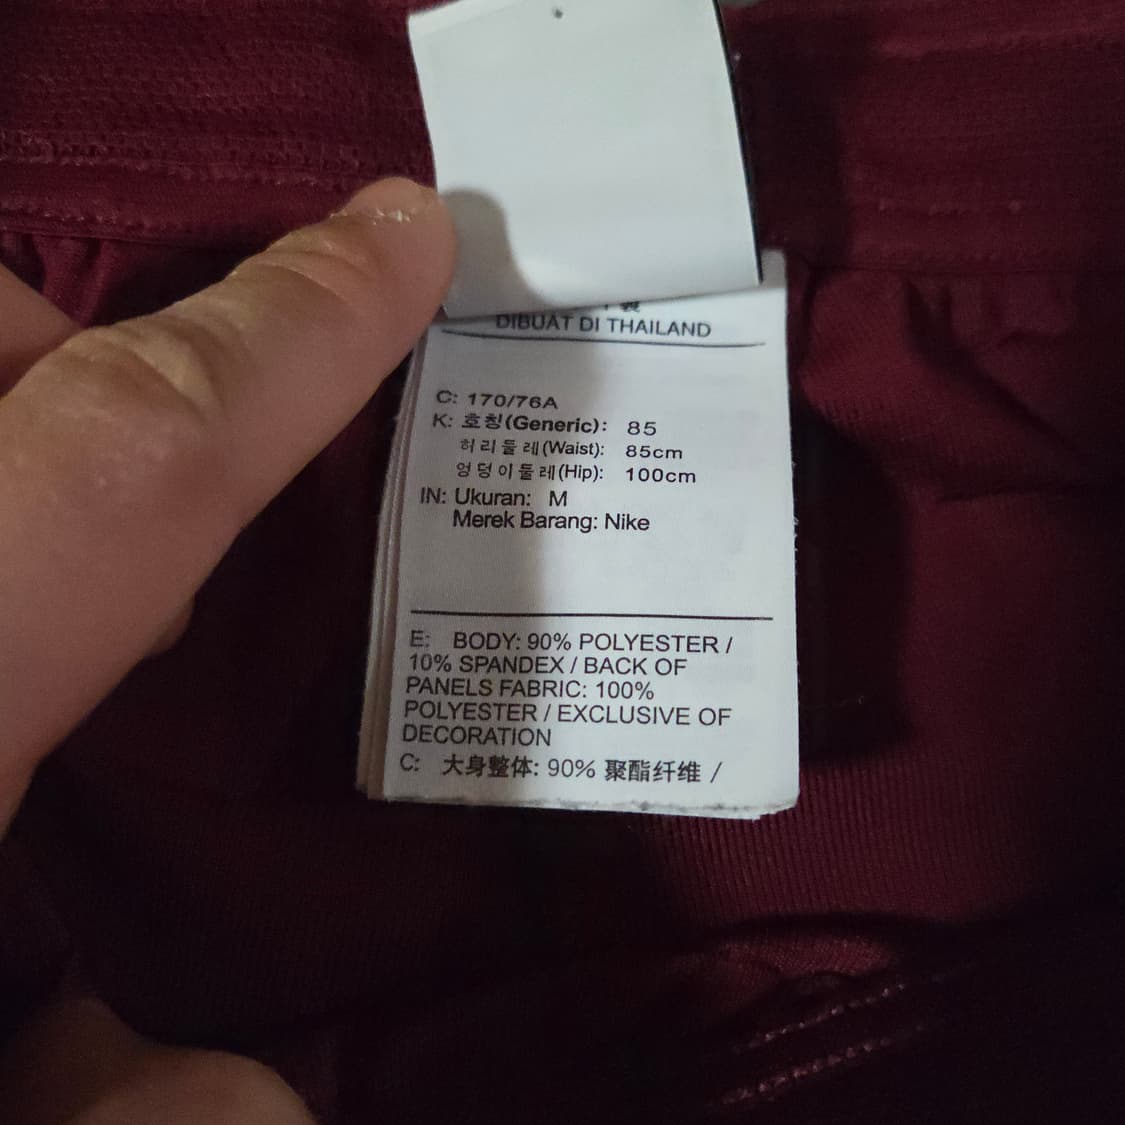 DIBUAT DI THAILAND
C: 170/76A
K: 호칭(Generic): 85
허리둘레(Waist): 85cm
엉덩이둘레(Hip): 100cm
IN: Ukuran: M
Merek Barang: Nike
E: BODY: 90% POLYESTER /
10% SPANDEX / BACK OF
PANELS FABRIC: 100%
POLYESTER / EXCLUSIVE OF
DECORATION
C: 大身整体: 90% 聚酯纤维 /